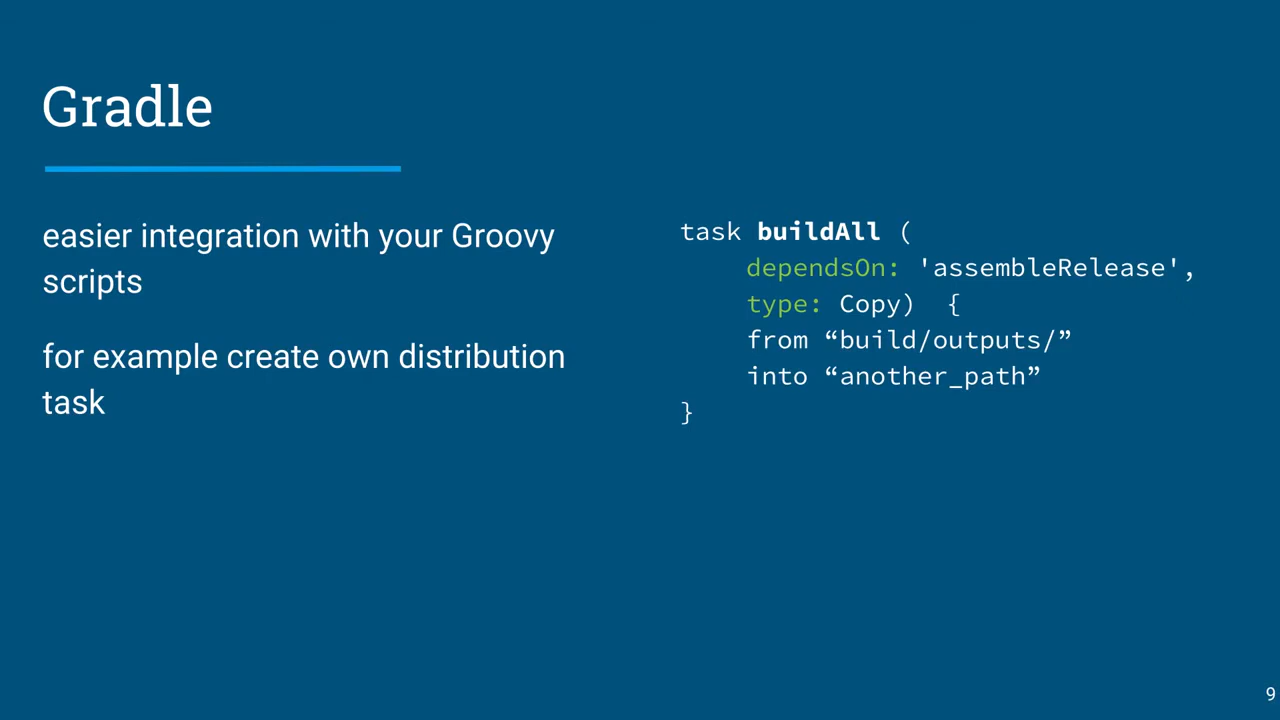 Gradle
easier integration with your Groovy
scripts
for example create own distribution
task
task buildAll (
dependsOn: 'assembleRelease',
type: Copy)  {
from “build/outputs/”
into “another_path”
}
9